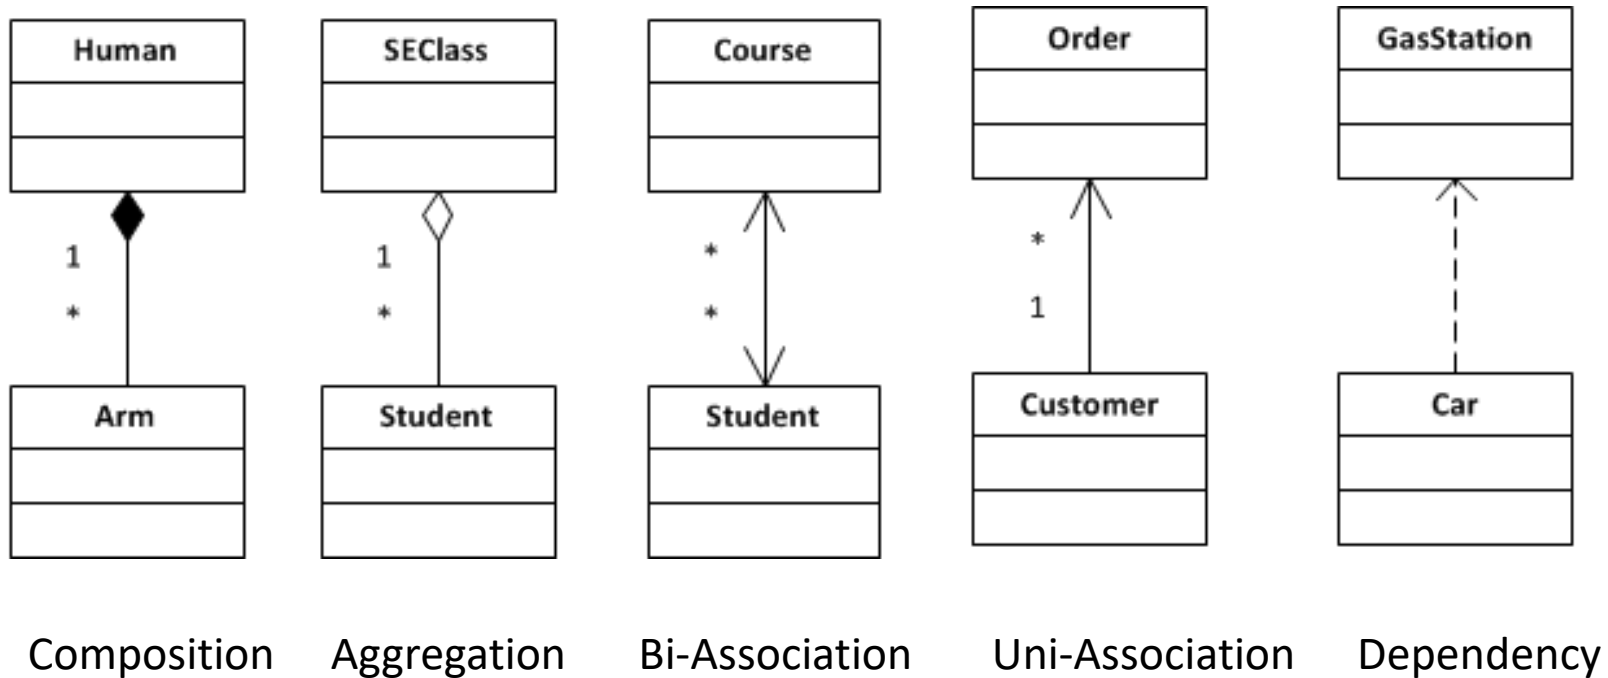 Human
1
*
Arm
Composition
SEClass
1
*
Student
Aggregation
Course
*
*
Student
Bi-Association
Order
*
1
Customer
Uni-Association
GasStation
Car
Dependency